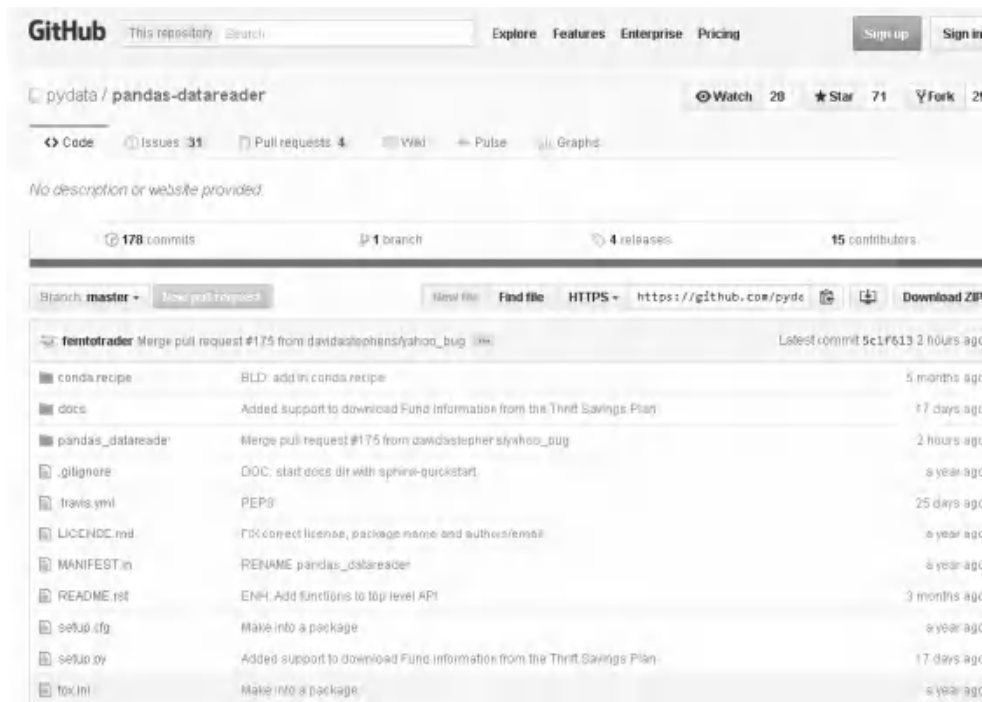 GitHub This repository Search Explore Features Enterprise Pricing Sign up Sign in
pydata / pandas-datareader Watch 28 Star 71 Fork
Code Issues 31 Pull requests 4 Wiki Pulse Graphs
No description or website provided.
178 commits 1 branch 4 releases 15 contributors
Branch: master New pull request New file Find file HTTPS https://github.com/pyda Download ZIP
femtotrader Merge pull request #175 from davidastephens/yahoo_bug ... Latest commit 5c1f613 2 hours ago
conda.recipe BLD: add in conda.recipe 5 months ago
docs Added support to download Fund information from the Thrift Savings Plan 17 days ago
pandas_datareader Merge pull request #175 from davidastephens/yahoo_bug 2 hours ago
.gitignore DOC: start docs dir with sphinx-quickstart a year ago
.travis.yml PEP8 25 days ago
LICENSE.md FIX correct license, package name and authors/email a year ago
MANIFEST.in RENAME pandas_datareader a year ago
README.rst ENH: Add functions to top level API 3 months ago
setup.cfg Make into a package a year ago
setup.py Added support to download Fund information from the Thrift Savings Plan 17 days ago
tox.ini Make into a package a year ago